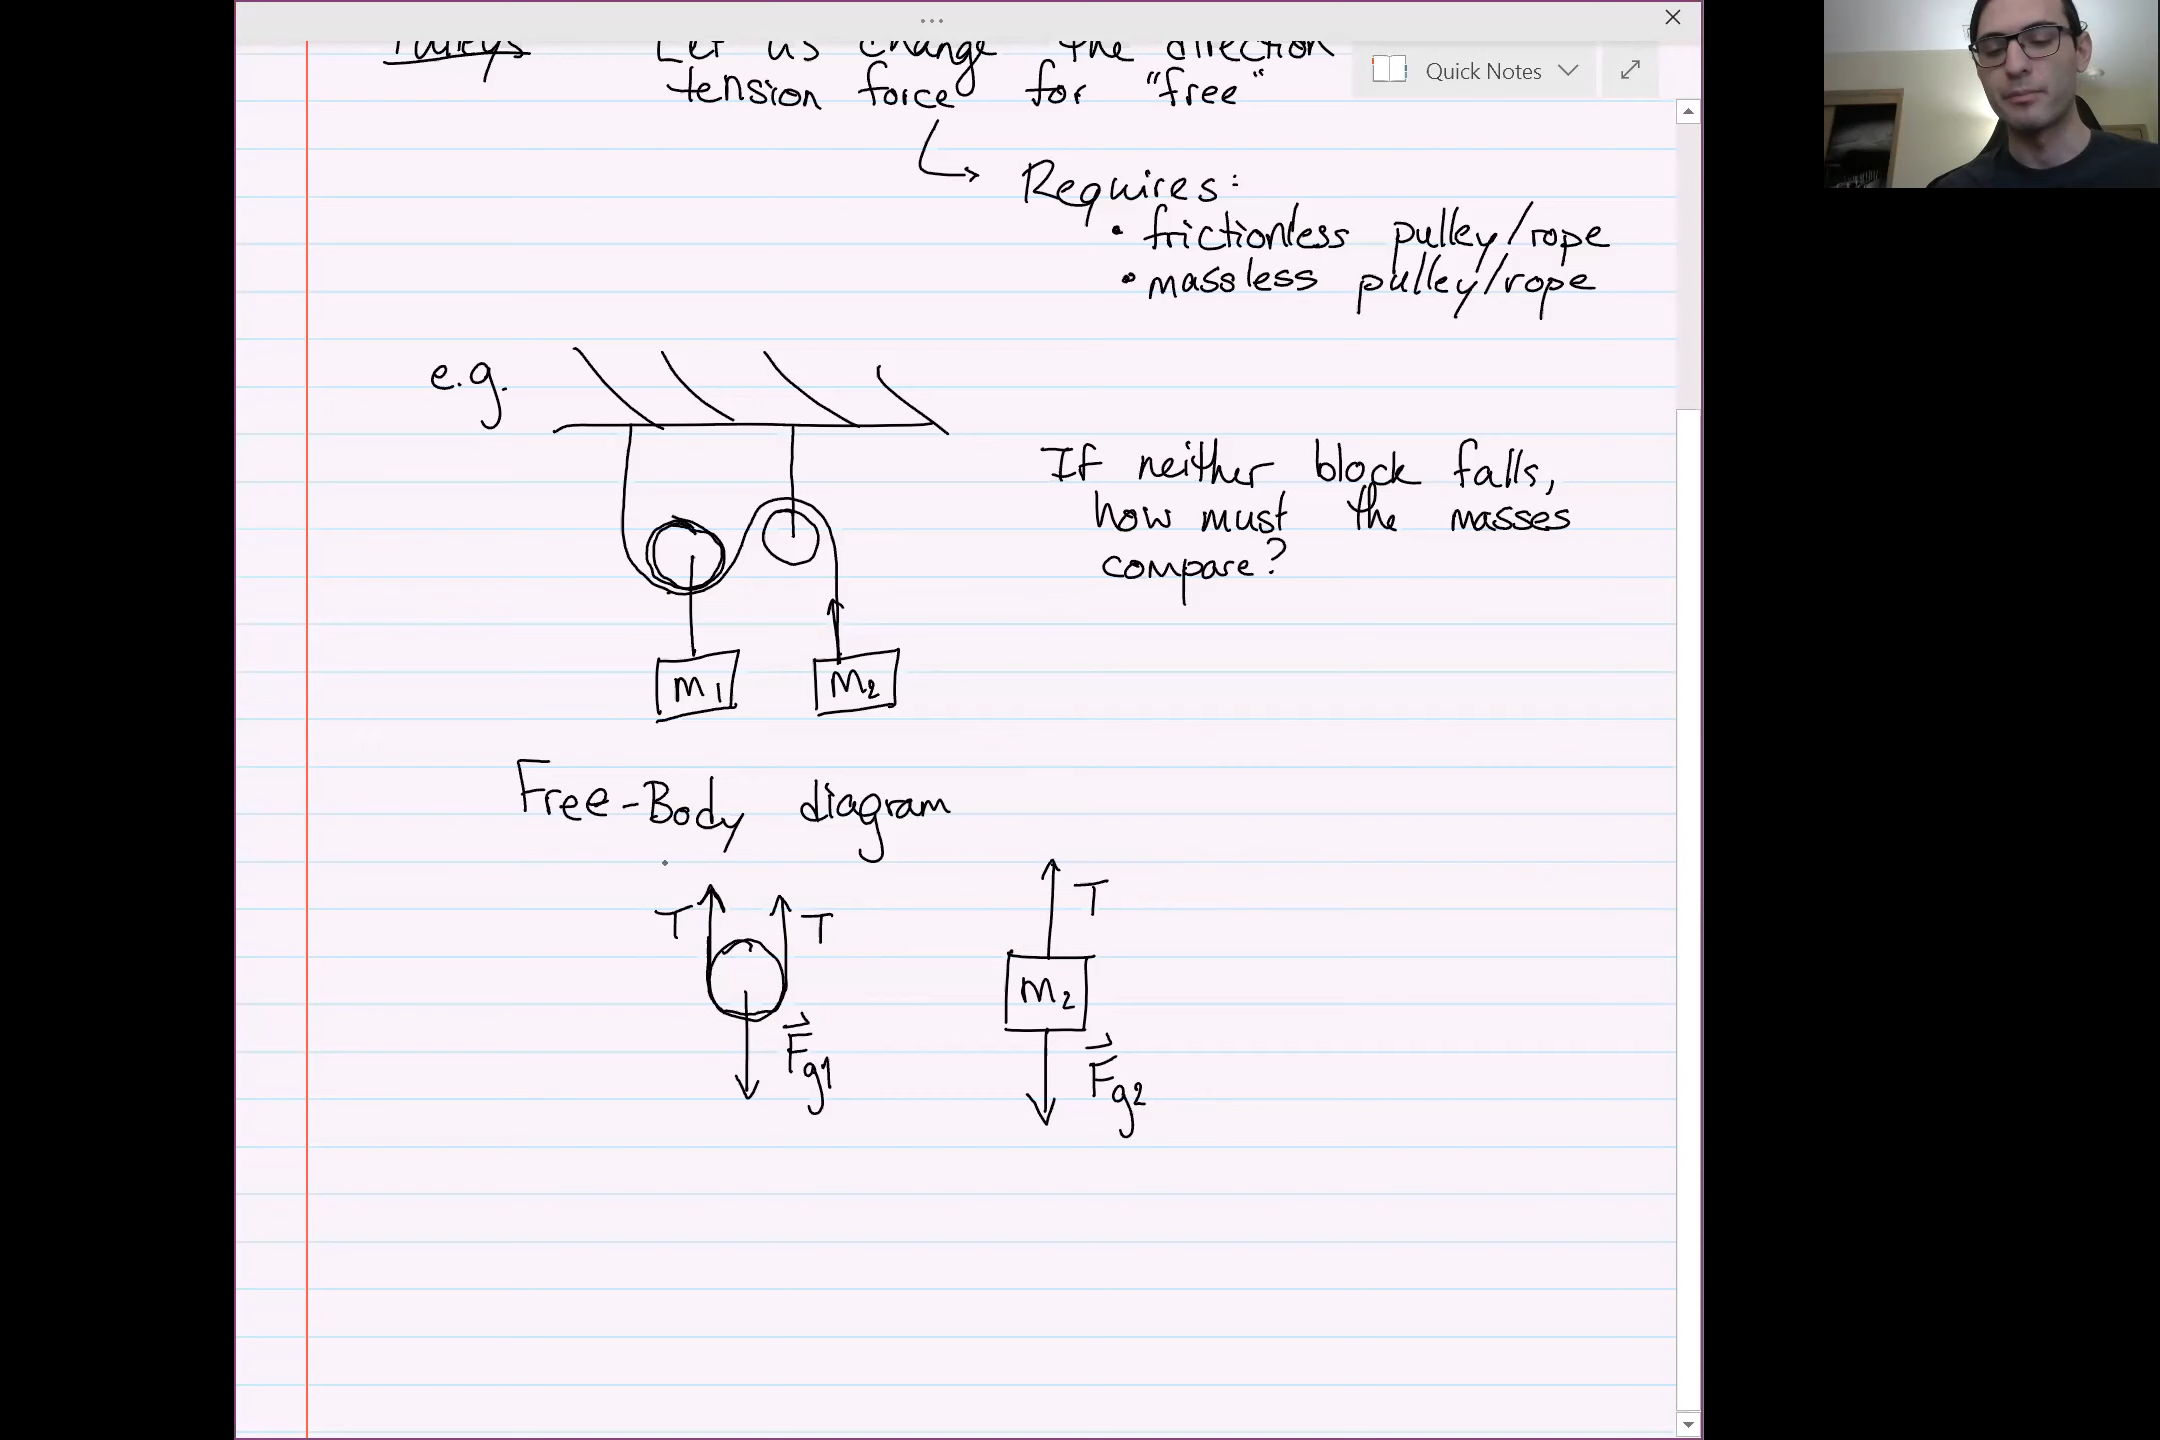 Pulleys Let us change the direction
tension force for "free"
Quick Notes
Requires:
• frictionless pulley/rope
• massless pulley/rope
e.g.
If neither block falls,
how must the masses
compare?
m1 m2
Free-Body diagram
T T T
m2
Fg1 Fg2